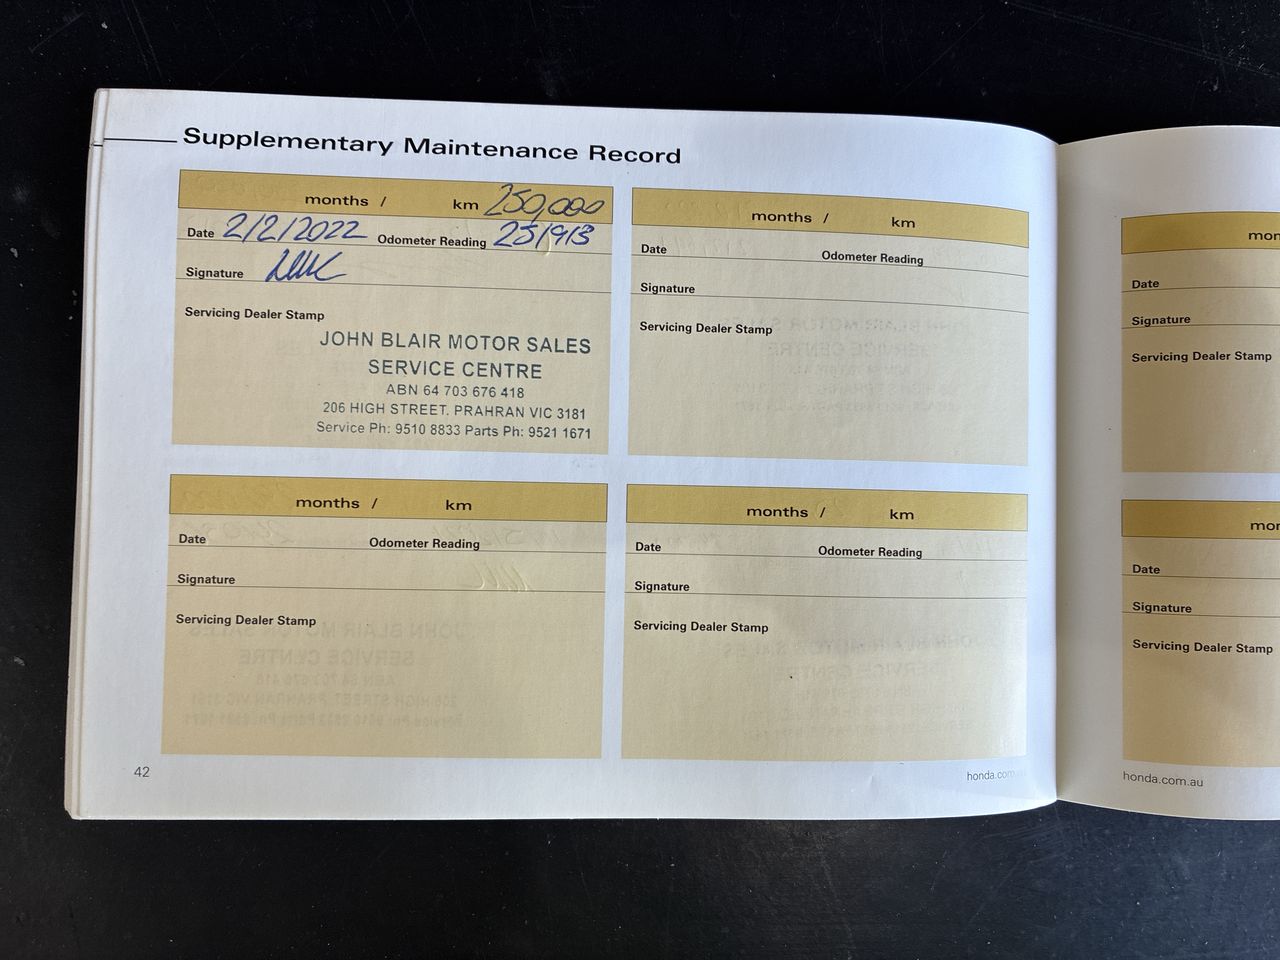 Supplementary Maintenance Record
months / km 250,000
Date 2/2/2022 Odometer Reading 251913
Signature
Servicing Dealer Stamp
JOHN BLAIR MOTOR SALES
SERVICE CENTRE
ABN 64 703 676 418
206 HIGH STREET. PRAHRAN VIC 3181
Service Ph: 9510 8833 Parts Ph: 9521 1671
months / km
Date Odometer Reading
Signature
Servicing Dealer Stamp
months / km
Date Odometer Reading
Signature
Servicing Dealer Stamp
months / km
Date Odometer Reading
Signature
Servicing Dealer Stamp
42
honda.com
mon
Date
Signature
Servicing Dealer Stamp
mor
Date
Signature
Servicing Dealer Stamp
honda.com.au